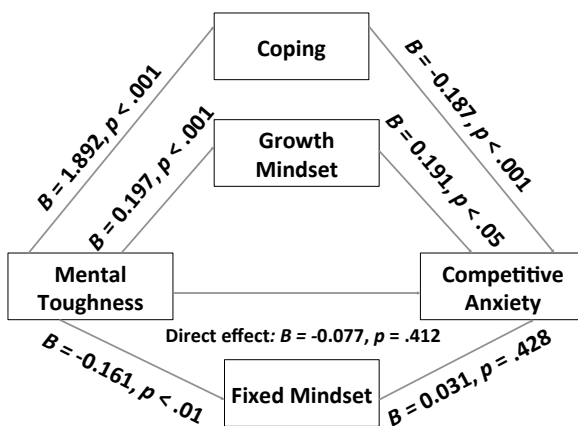 Coping
B = 1.892, p < .001
B = -0.187, p < .001
Growth
Mindset
B = 0.197, p < .001
B = 0.191, p < .05
Mental
Toughness
Competitive
Anxiety
Direct effect: B = -0.077, p = .412
Fixed Mindset
B = -0.161, p < .01
B = 0.031, p = .428